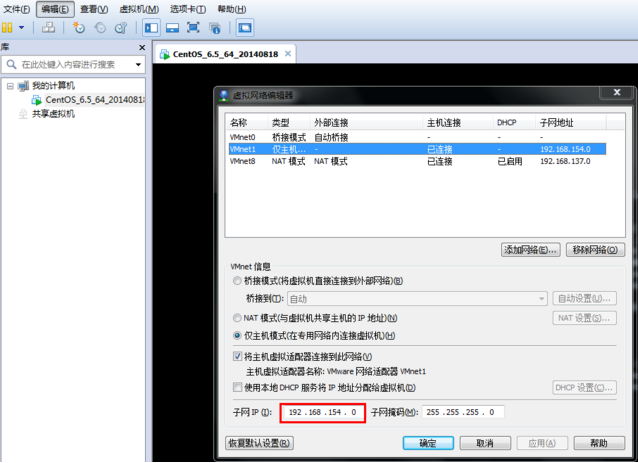 文件(F) 编辑(E) 查看(V) 虚拟机(M) 选项卡(T) 帮助(H)
库
在此处键入内容进行搜索
我的计算机
CentOS_6.5_64_2014081
共享虚拟机
CentOS_6.5_64_20140818
虚拟网络编辑器
名称 类型 外部连接 主机连接 DHCP 子网地址
VMnet0 桥接模式 自动桥接 - - -
VMnet1 仅主机... - 已连接 - 192.168.154.0
VMnet8 NAT 模式 NAT 模式 已连接 已启用 192.168.137.0
添加网络(E)... 移除网络(O)
VMnet 信息
桥接模式(将虚拟机直接连接到外部网络)(B)
桥接到(T): 自动 自动设置(U)...
NAT 模式(与虚拟机共享主机的 IP 地址)(N) NAT 设置(S)...
仅主机模式(在专用网络内连接虚拟机)(H)
将主机虚拟适配器连接到此网络(V)
主机虚拟适配器名称: VMware 网络适配器 VMnet1
使用本地 DHCP 服务将 IP 地址分配给虚拟机(D) DHCP 设置(C)...
子网 IP (I): 192 .168 .154 . 0 子网掩码(M): 255 .255 .255 . 0
恢复默认设置(R) 确定 取消 应用(A) 帮助